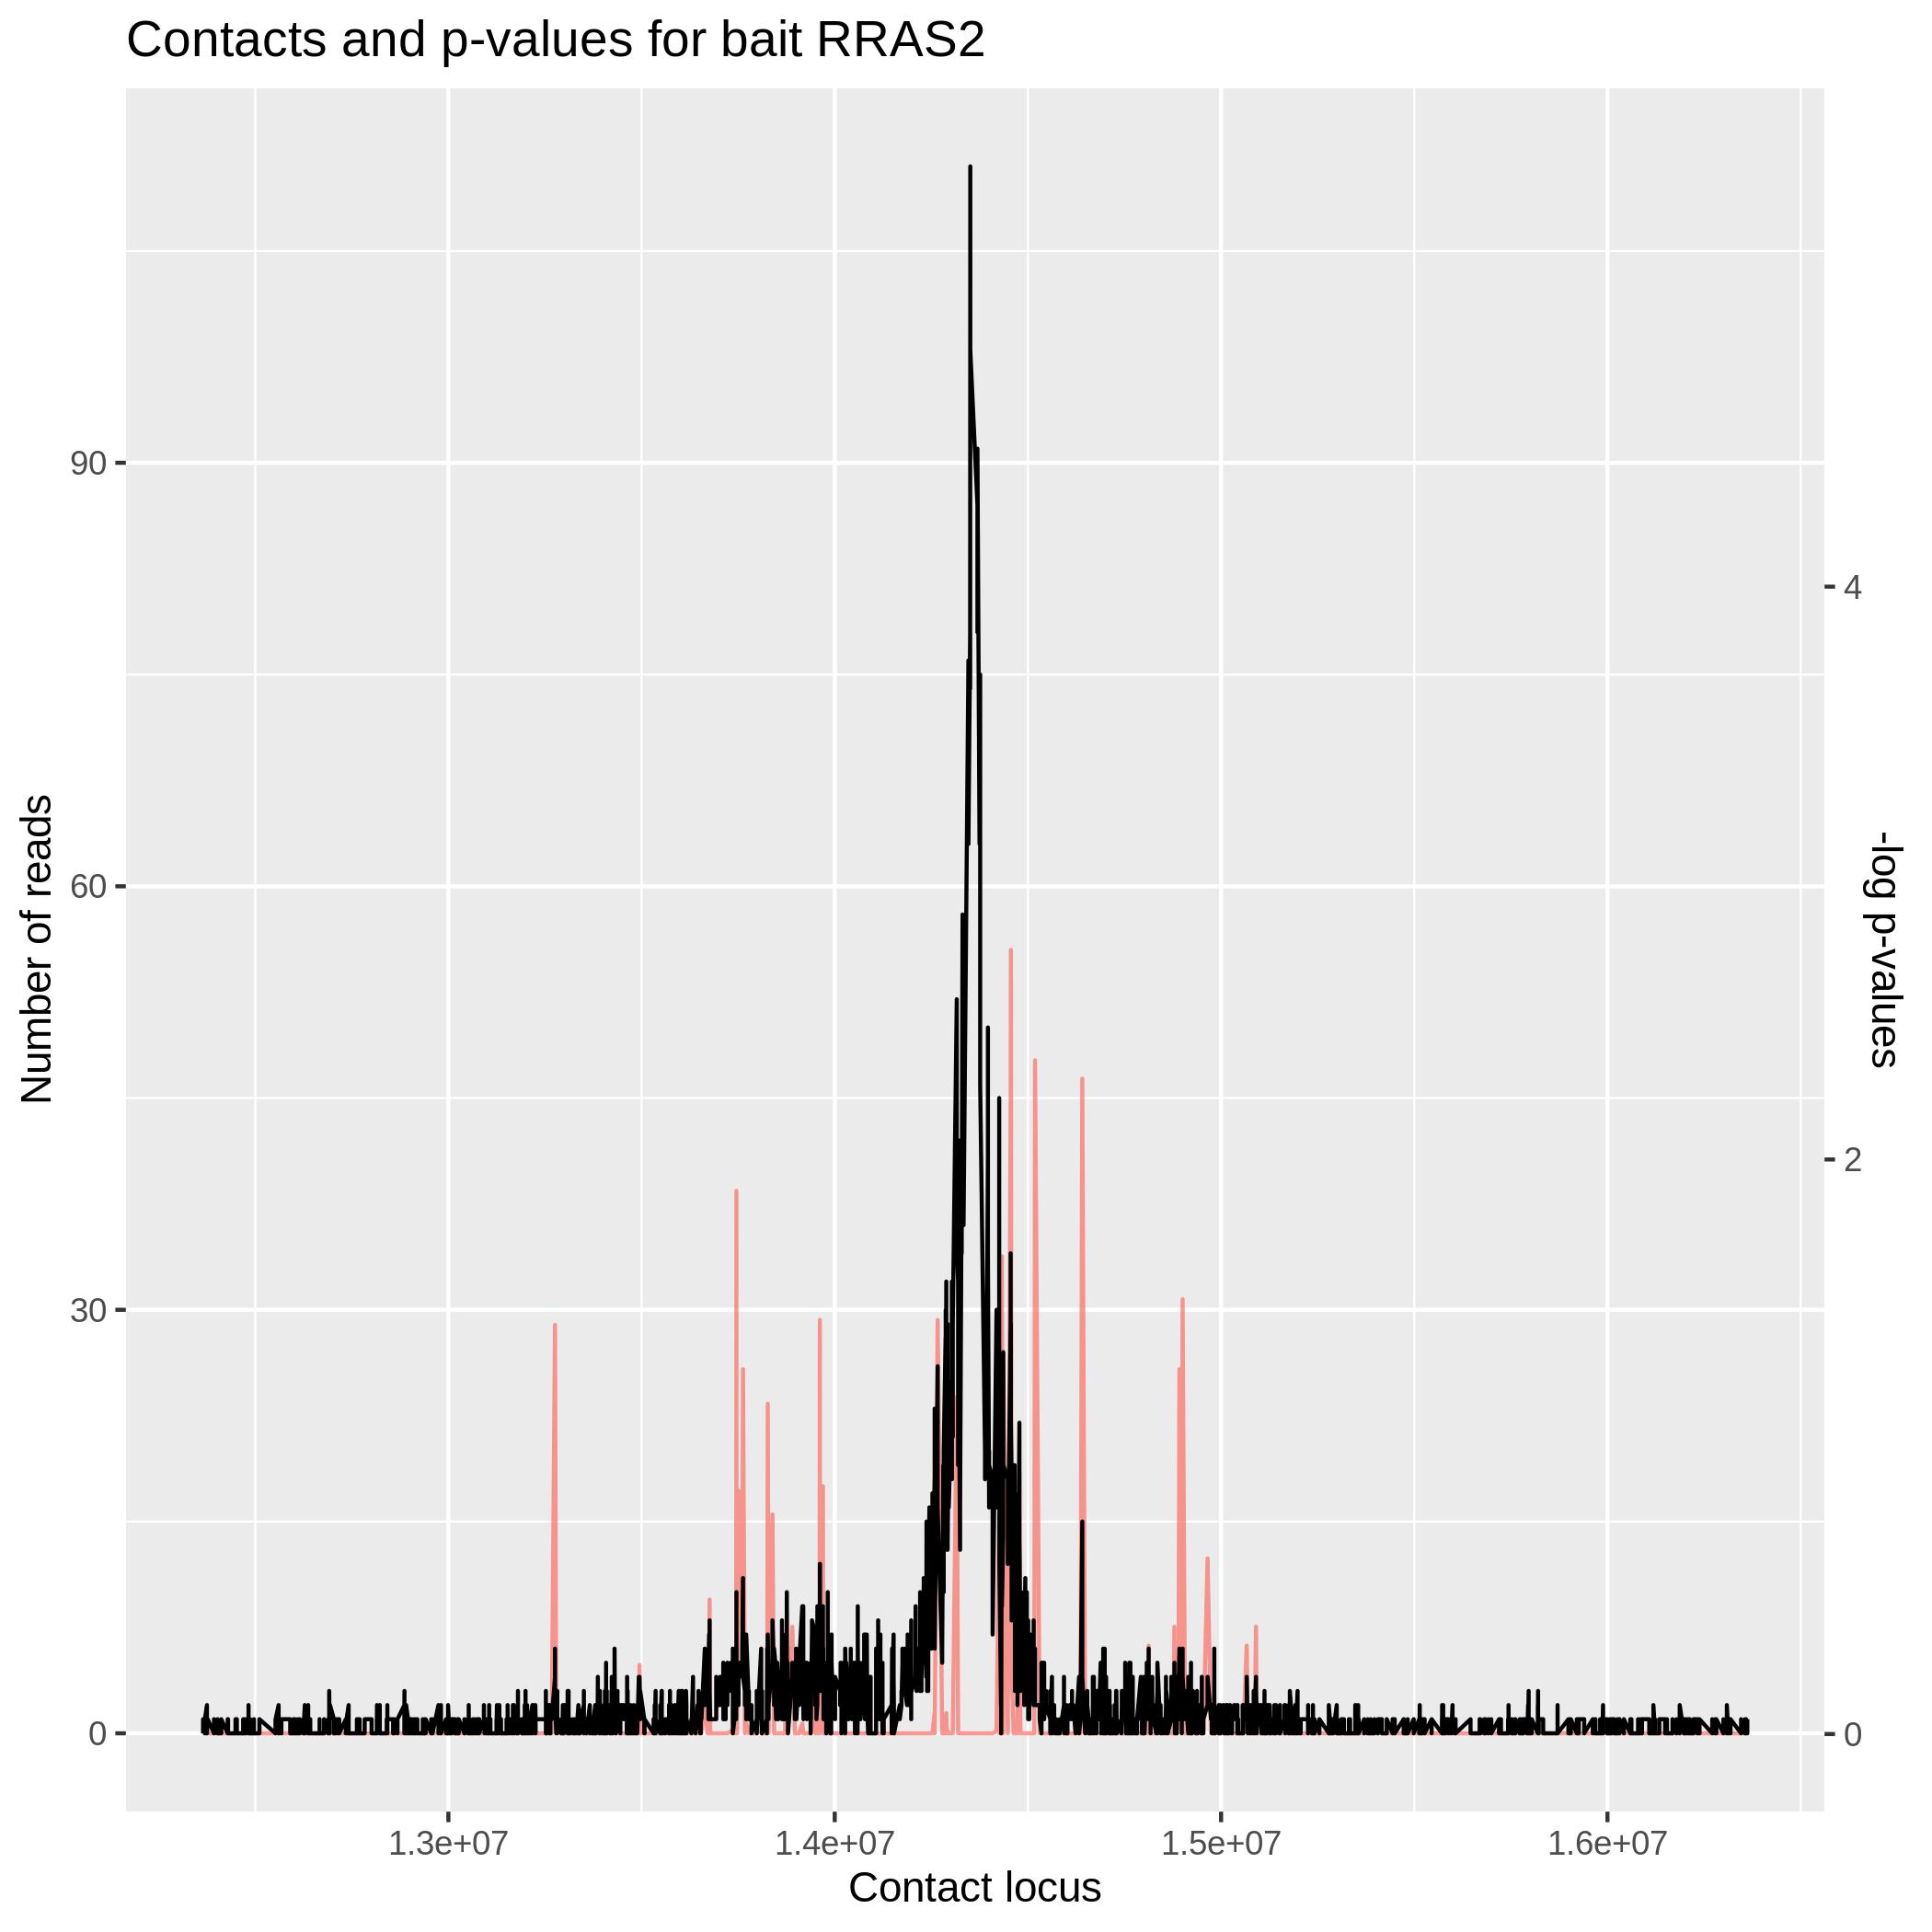 Contacts and p-values for bait RRAS2
90
60
30
0
4
2
0
Number of reads
-log p-values
1.3e+07 1.4e+07 1.5e+07 1.6e+07
Contact locus